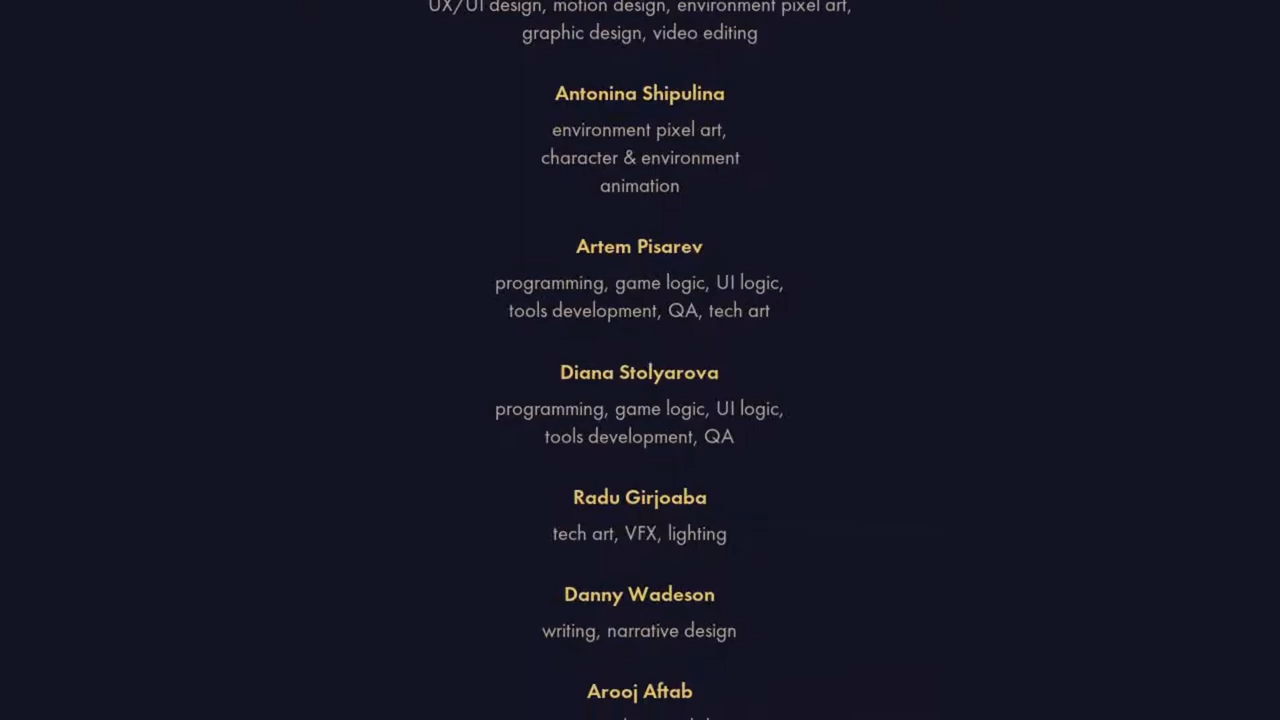 UX/UI design, motion design, environment pixel art,
graphic design, video editing
Antonina Shipulina
environment pixel art,
character & environment
animation
Artem Pisarev
programming, game logic, UI logic,
tools development, QA, tech art
Diana Stolyarova
programming, game logic, UI logic,
tools development, QA
Radu Girjoaba
tech art, VFX, lighting
Danny Wadeson
writing, narrative design
Arooj Aftab